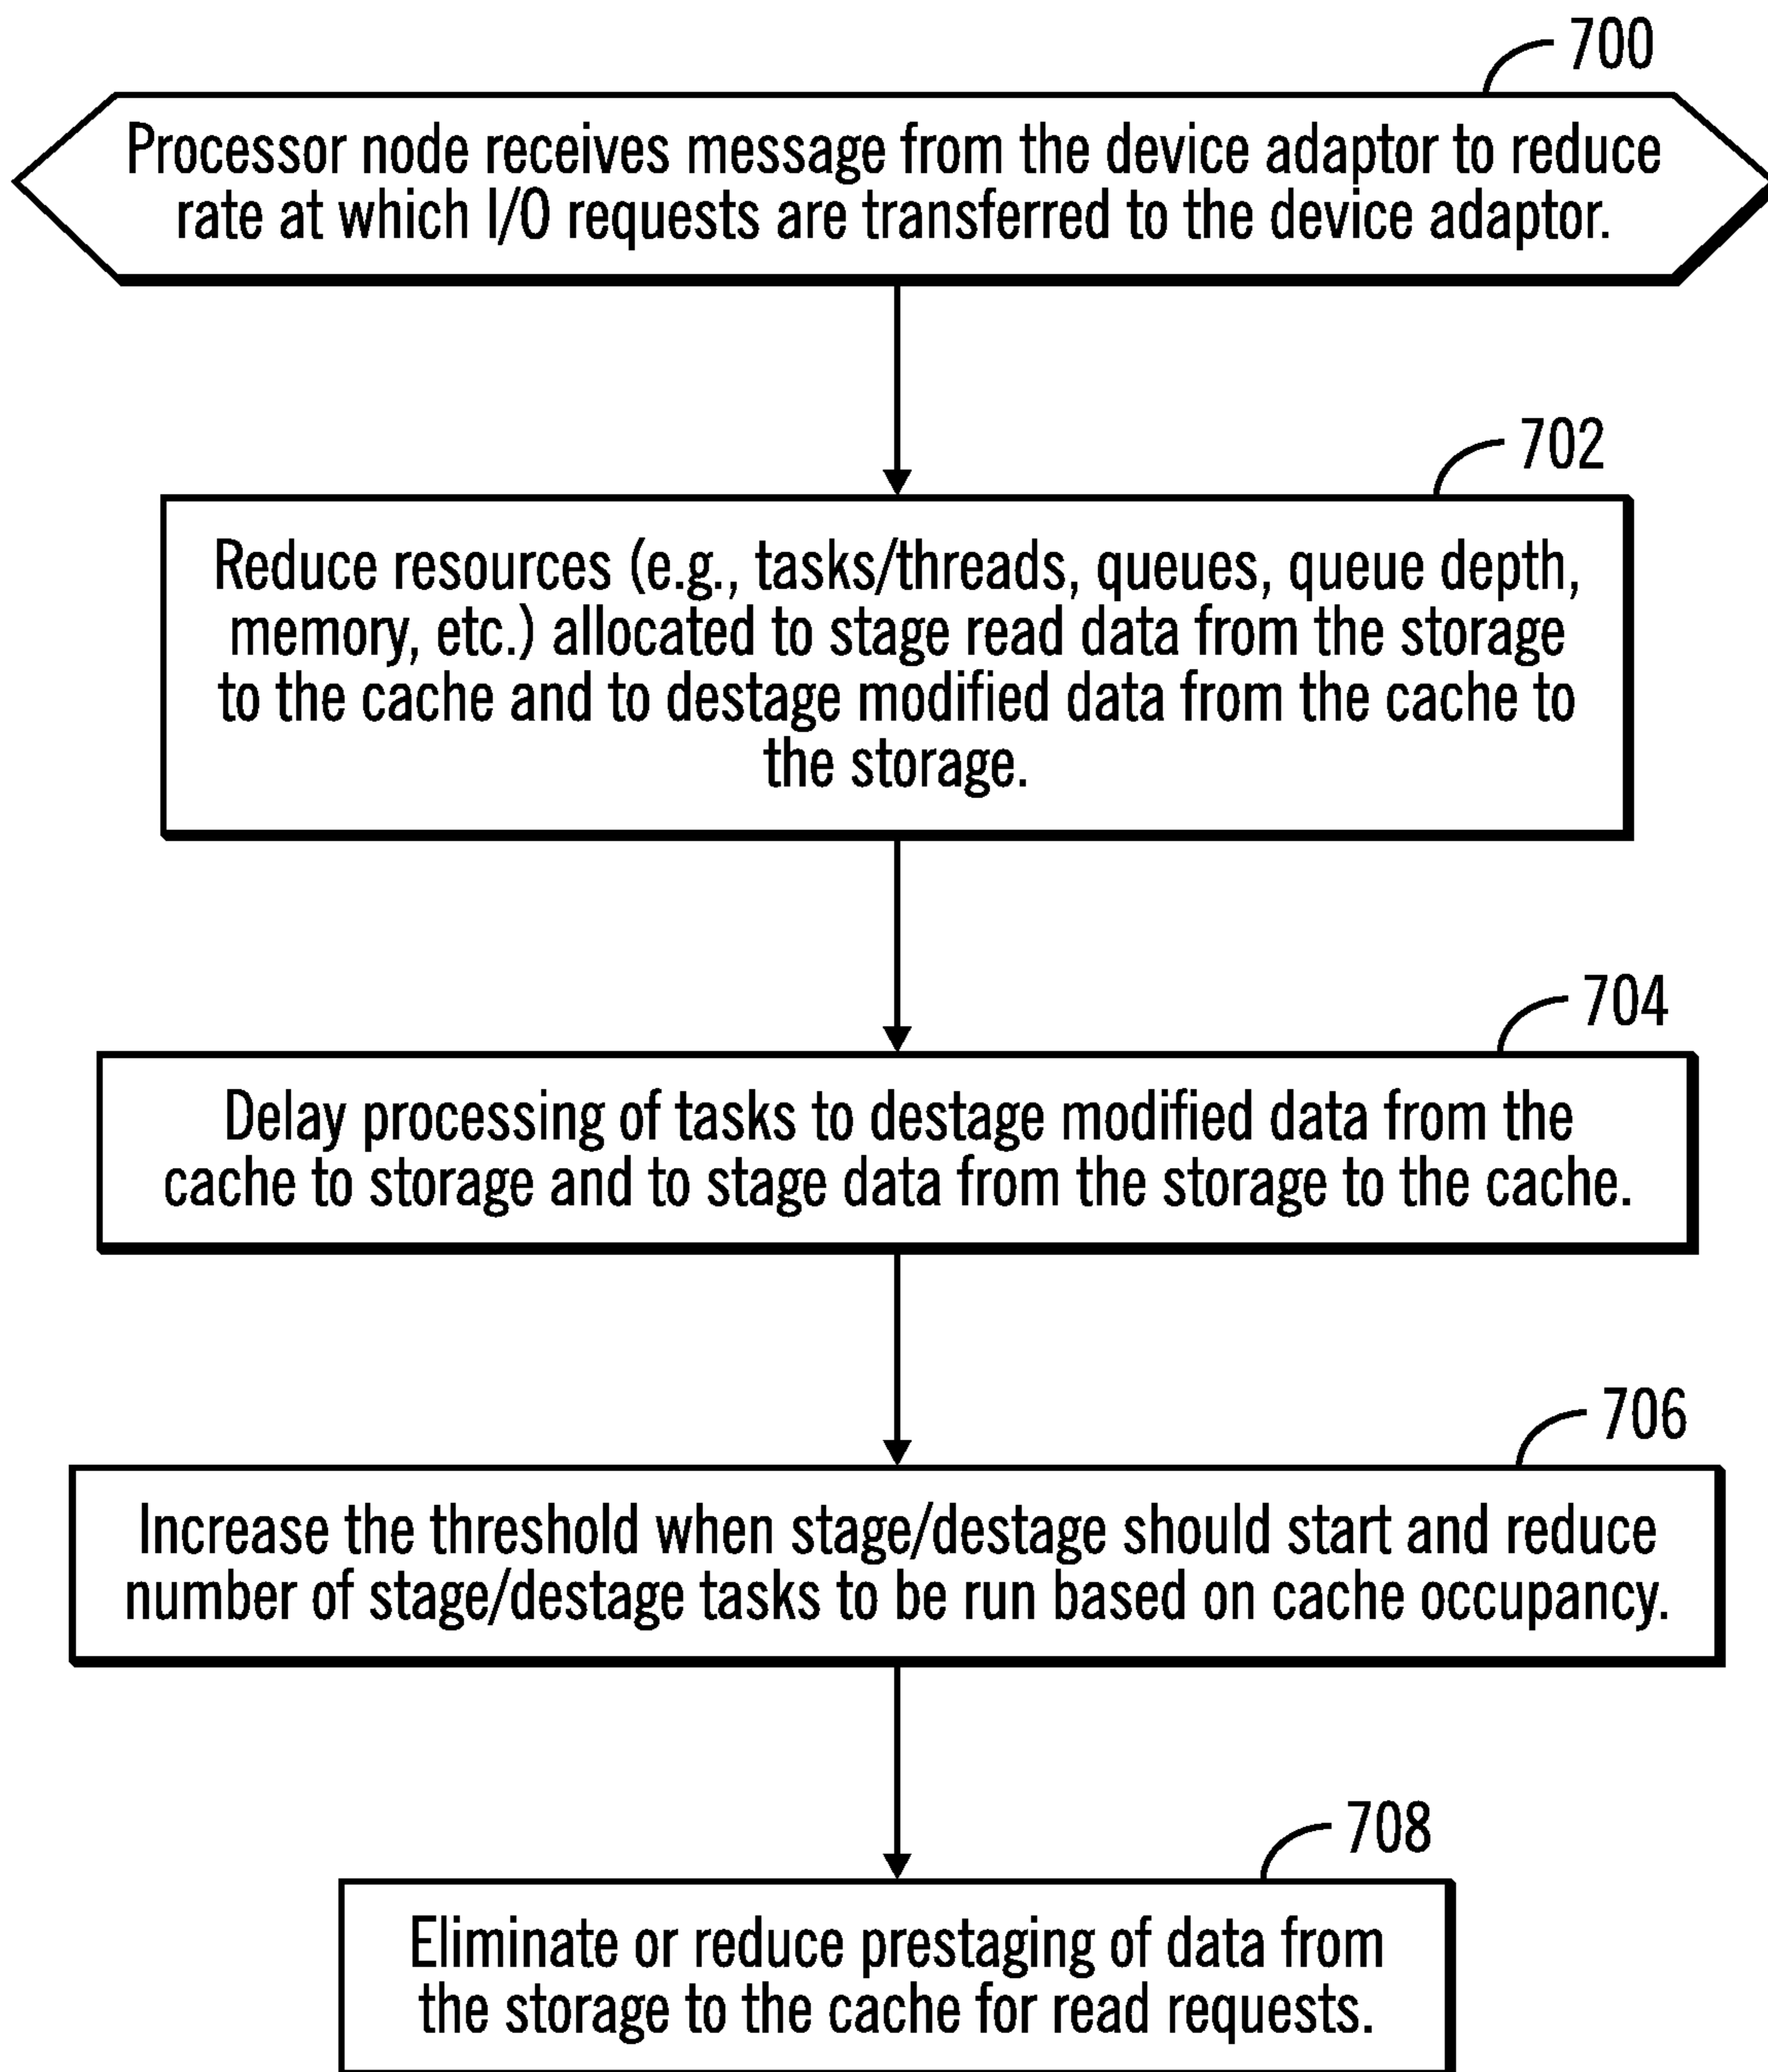 700
Processor node receives message from the device adaptor to reduce
rate at which I/O requests are transferred to the device adaptor.
702
Reduce resources (e.g., tasks/threads, queues, queue depth,
memory, etc.) allocated to stage read data from the storage
to the cache and to destage modified data from the cache to
the storage.
704
Delay processing of tasks to destage modified data from the
cache to storage and to stage data from the storage to the cache.
706
Increase the threshold when stage/destage should start and reduce
number of stage/destage tasks to be run based on cache occupancy.
708
Eliminate or reduce prestaging of data from
the storage to the cache for read requests.